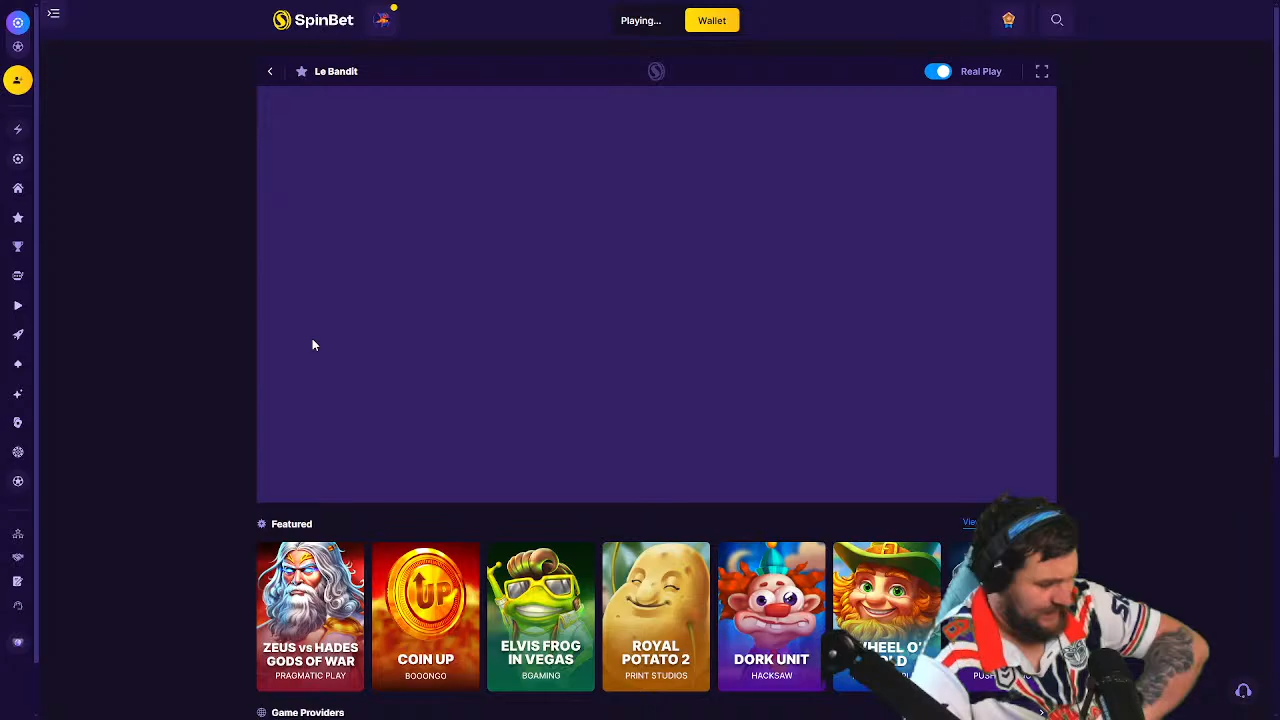 SpinBet
Playing...
Wallet
Le Bandit
Real Play
Featured
ZEUS vs HADES
GODS OF WAR
PRAGMATIC PLAY
UP
COIN UP
BOOONGO
ELVIS FROG
IN VEGAS
BGAMING
ROYAL
POTATO 2
PRINT STUDIOS
DORK UNIT
HACKSAW
Game Providers